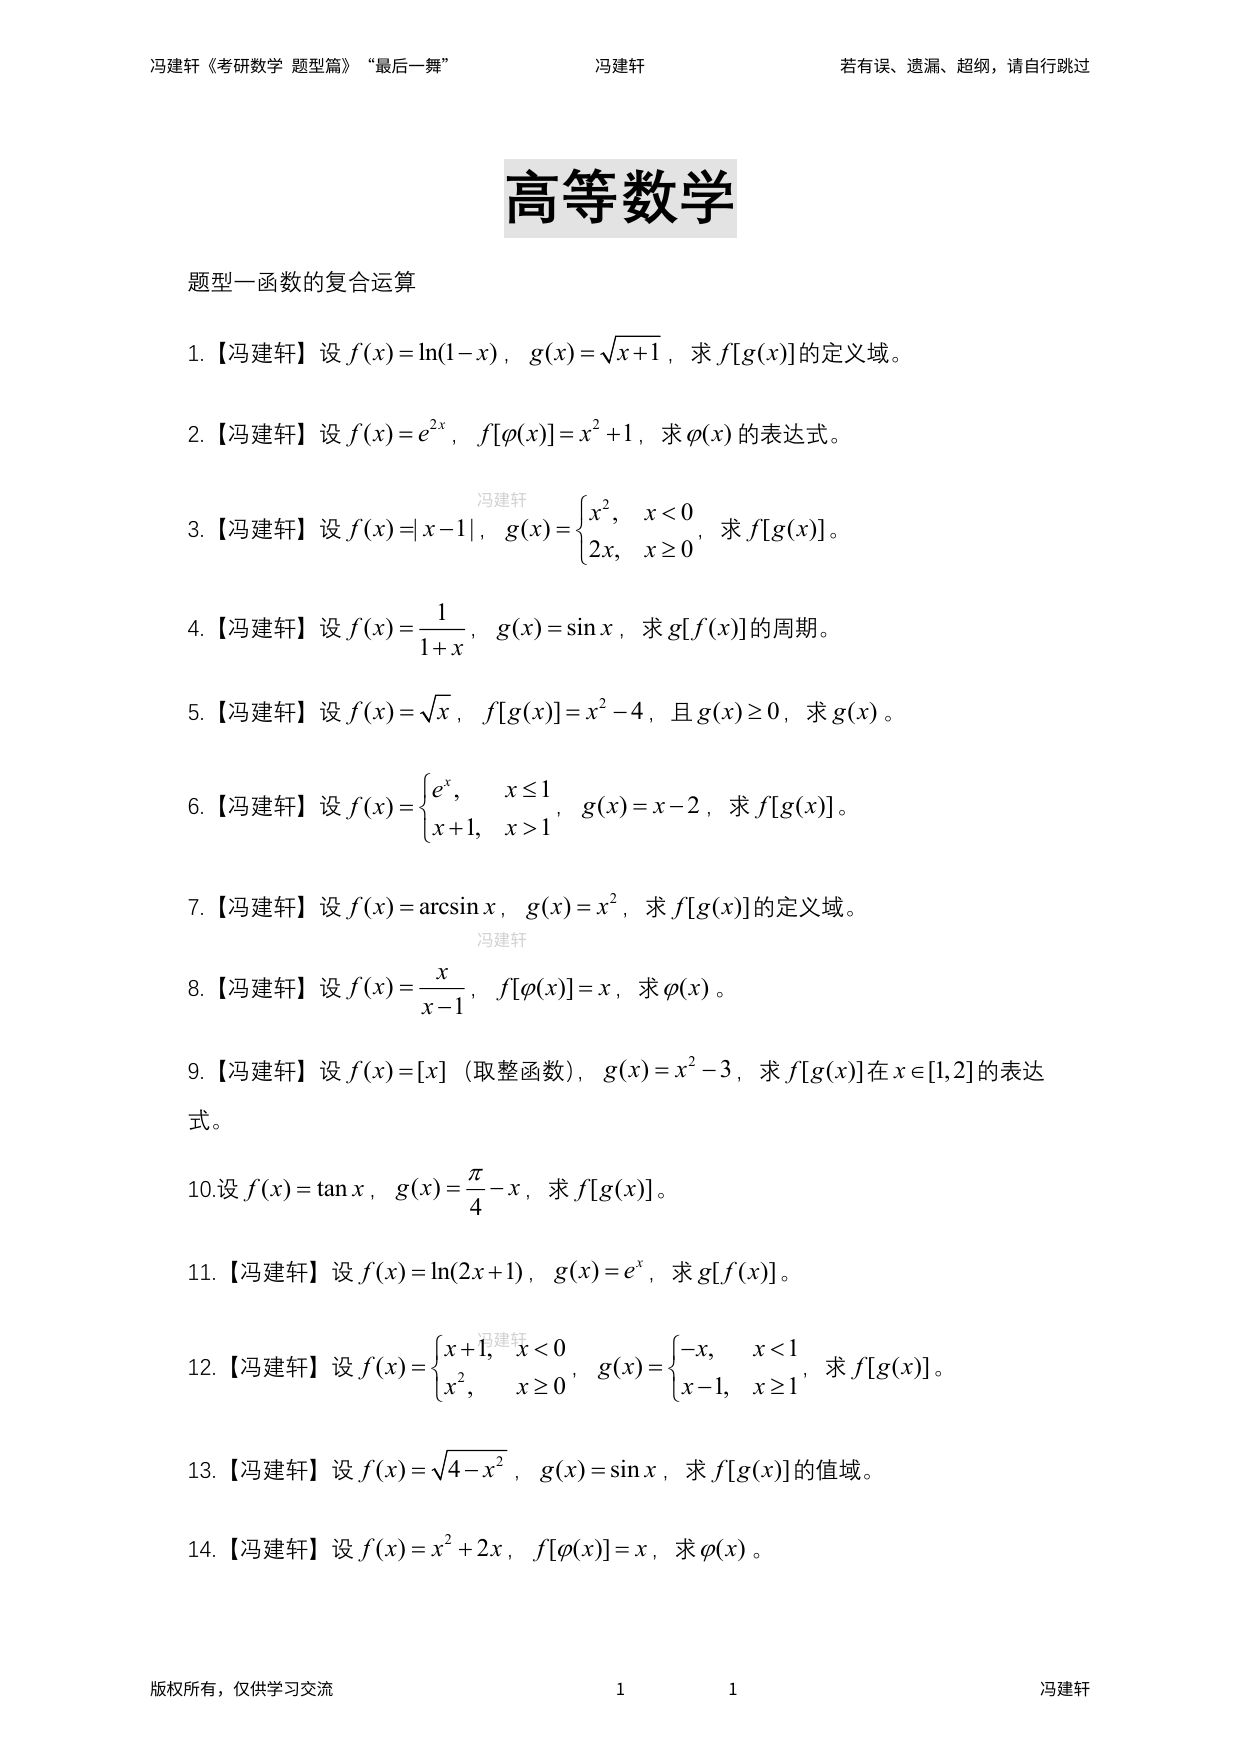 冯建轩《考研数学 题型篇》“最后一舞” 冯建轩 若有误、遗漏、超纲，请自行跳过
高等数学
题型一函数的复合运算
1.【冯建轩】设 f(x)=ln(1−x)， g(x)=√(x+1)， 求 f[g(x)]的定义域。
2.【冯建轩】设 f(x)=e^{2x}， f[φ(x)]=x²+1，求φ(x) 的表达式。
冯建轩
3.【冯建轩】设 f(x)=|x−1|， g(x)={x², x<0; 2x, x≥0，求 f[g(x)]。
4.【冯建轩】设 f(x)=1/(1+x)， g(x)=sin x，求 g[f(x)]的周期。
5.【冯建轩】设 f(x)=√x， f[g(x)]=x²−4，且 g(x)≥0，求 g(x) 。
6.【冯建轩】设 f(x)={e^x, x≤1; x+1, x>1， g(x)=x−2，求 f[g(x)]。
7.【冯建轩】设 f(x)=arcsin x， g(x)=x²，求 f[g(x)]的定义域。
冯建轩
8.【冯建轩】设 f(x)=x/(x−1)， f[φ(x)]=x，求φ(x) 。
9.【冯建轩】设 f(x)=[x]（取整函数）， g(x)=x²−3，求 f[g(x)]在 x∈[1,2]的表达
式。
10.设 f(x)=tan x， g(x)=π/4−x，求 f[g(x)]。
11.【冯建轩】设 f(x)=ln(2x+1)， g(x)=e^x，求 g[f(x)]。
冯建轩
12.【冯建轩】设 f(x)={x+1, x<0; x², x≥0， g(x)={−x, x<1; x−1, x≥1，求 f[g(x)]。
13.【冯建轩】设 f(x)=√(4−x²)， g(x)=sin x，求 f[g(x)]的值域。
14.【冯建轩】设 f(x)=x²+2x， f[φ(x)]=x，求φ(x) 。
版权所有，仅供学习交流 1 1 冯建轩